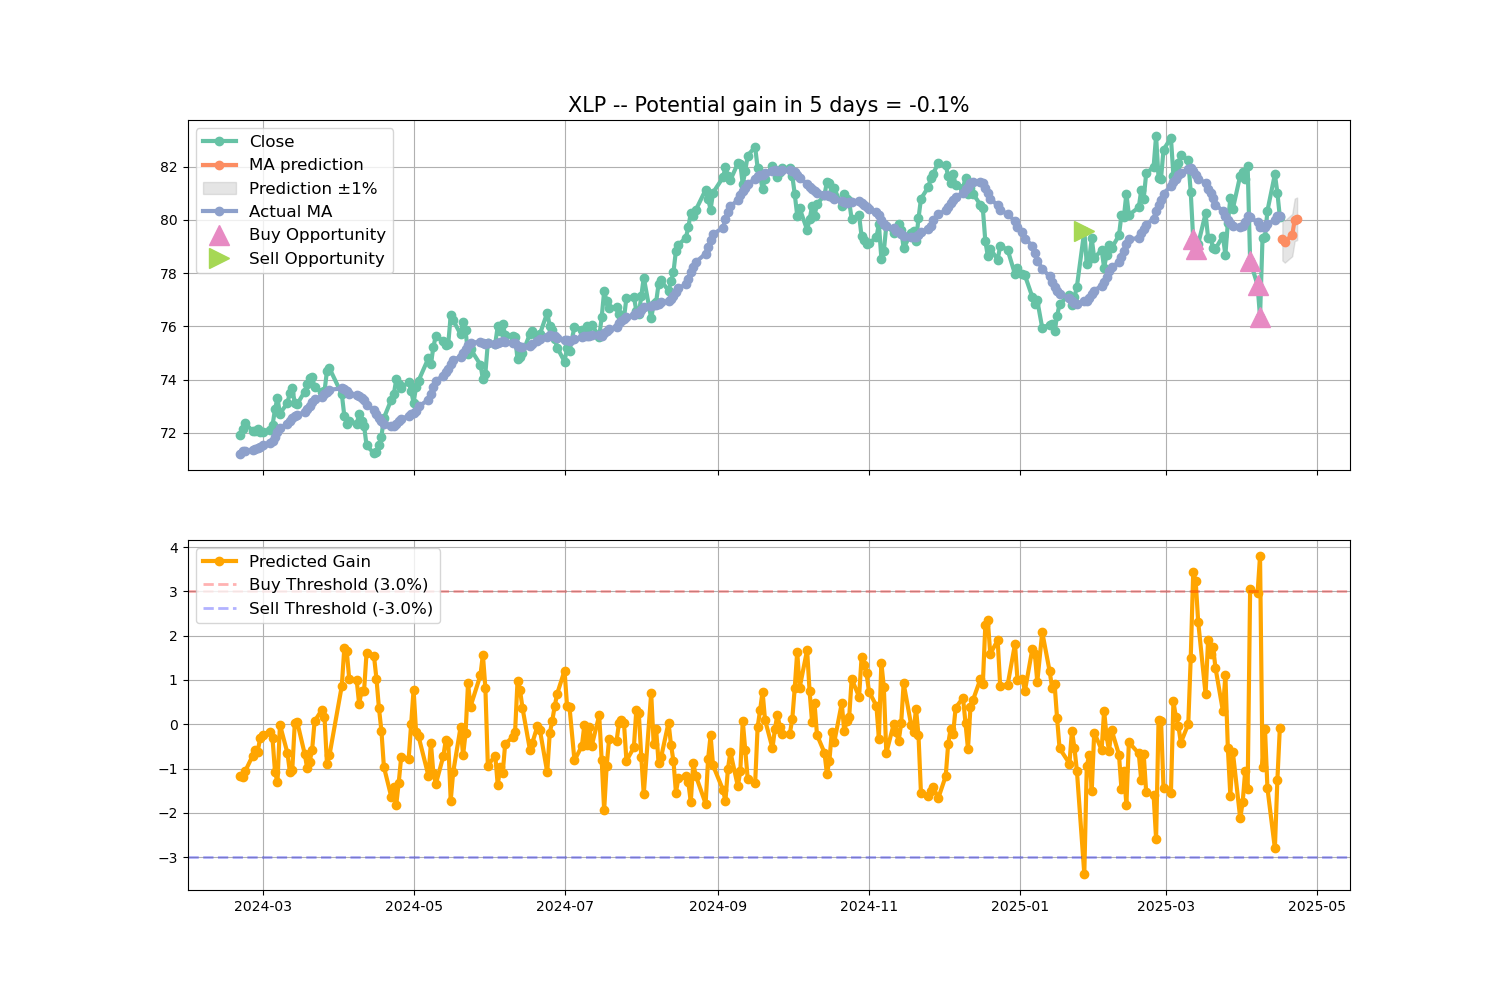 XLP -- Potential gain in 5 days = -0.1%
Close
MA prediction
Prediction ±1%
Actual MA
Buy Opportunity
Sell Opportunity
82
80
78
76
74
72
Predicted Gain
Buy Threshold (3.0%)
Sell Threshold (-3.0%)
4
3
2
1
0
−1
−2
−3
2024-03 2024-05 2024-07 2024-09 2024-11 2025-01 2025-03 2025-05